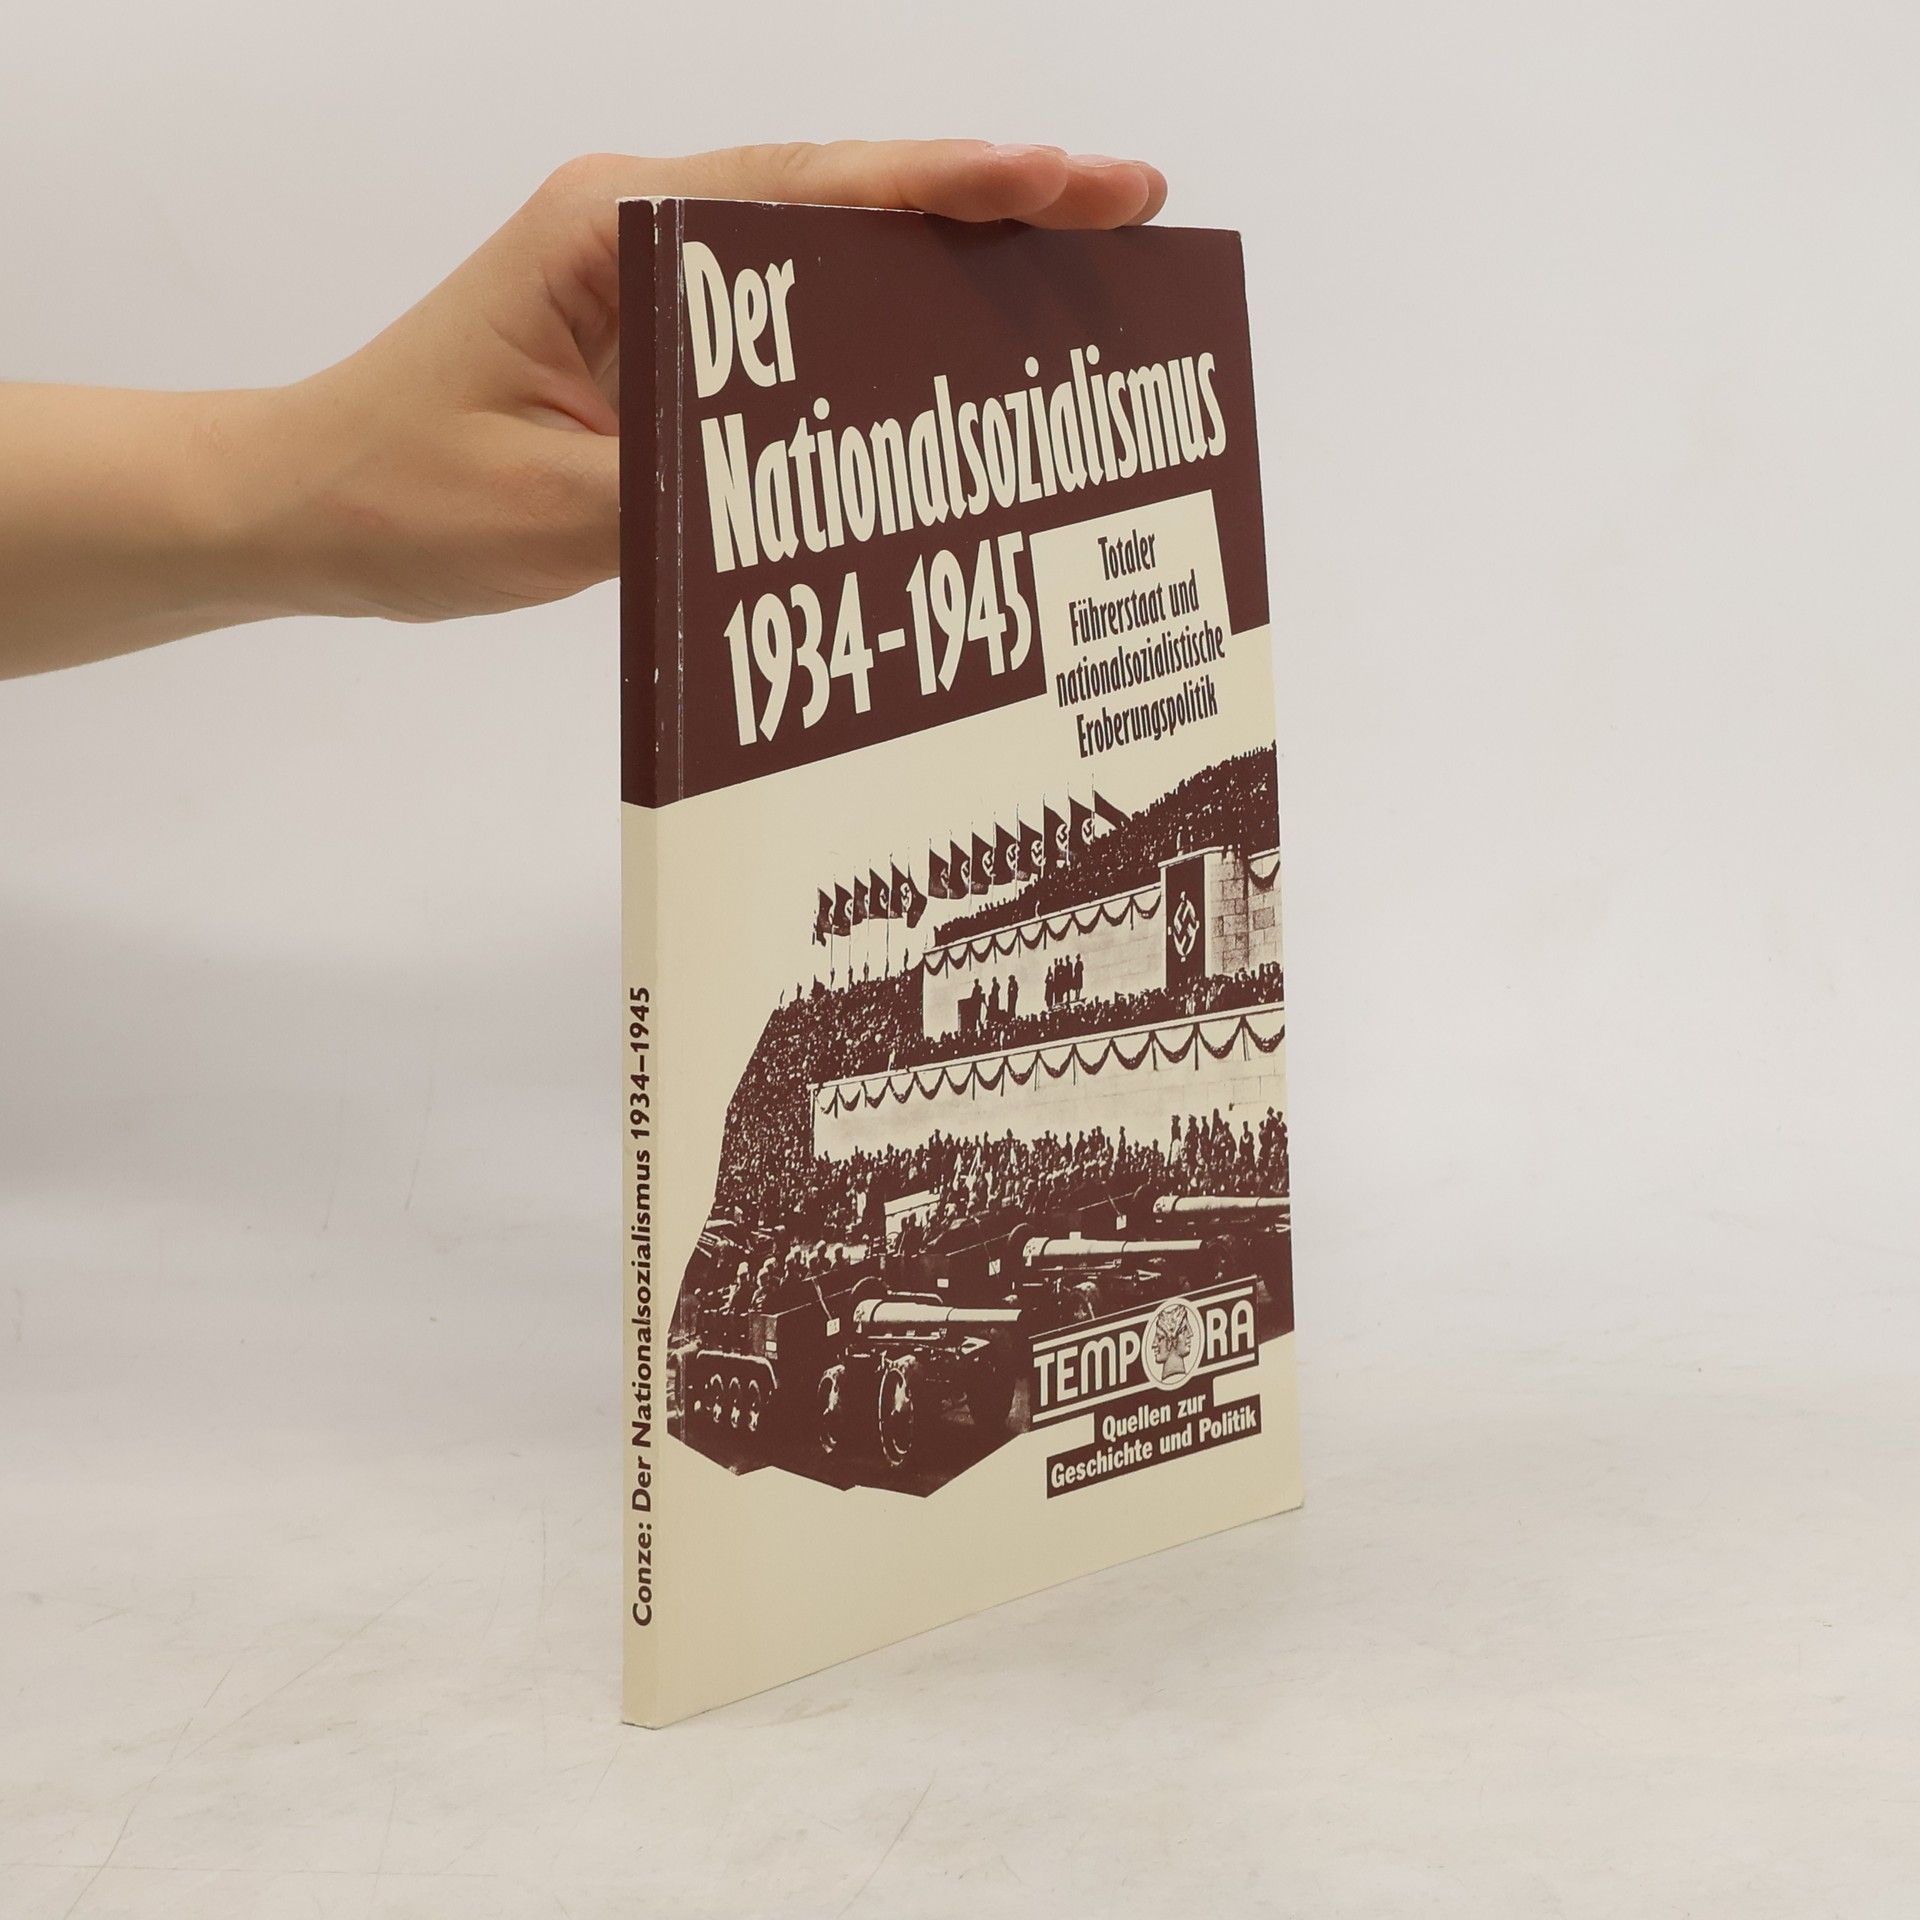 Der
Nationalsozialismus
1934–1945
Totaler
Führerstaat und
nationalsozialistische
Eroberungspolitik
TEMPORA
Quellen zur
Geschichte und Politik
Conze: Der Nationalsozialismus 1934–1945